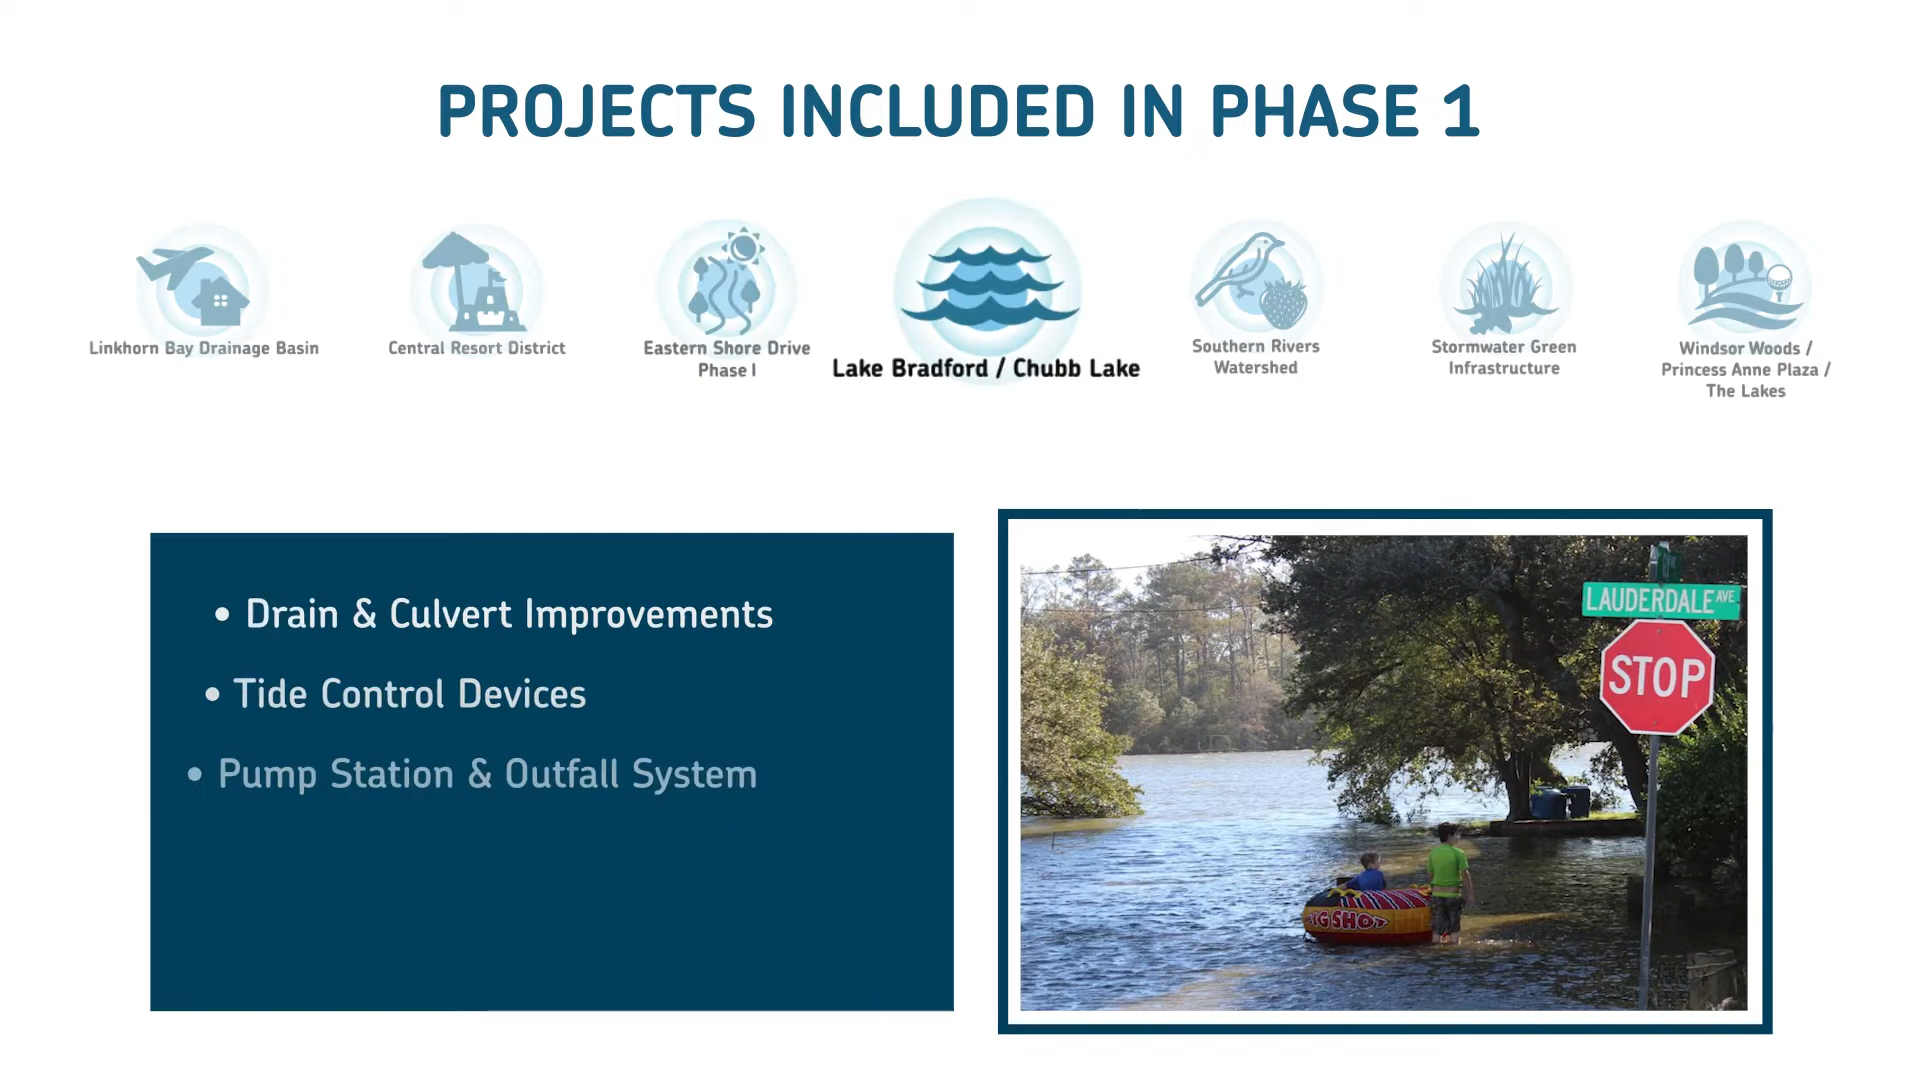 PROJECTS INCLUDED IN PHASE 1
Linkhorn Bay Drainage Basin
Central Resort District
Eastern Shore Drive
Phase I
Lake Bradford / Chubb Lake
Southern Rivers
Watershed
Stormwater Green
Infrastructure
Windsor Woods /
Princess Anne Plaza /
The Lakes
• Drain & Culvert Improvements
• Tide Control Devices
• Pump Station & Outfall System
LAUDERDALE AVE
STOP
SHOT